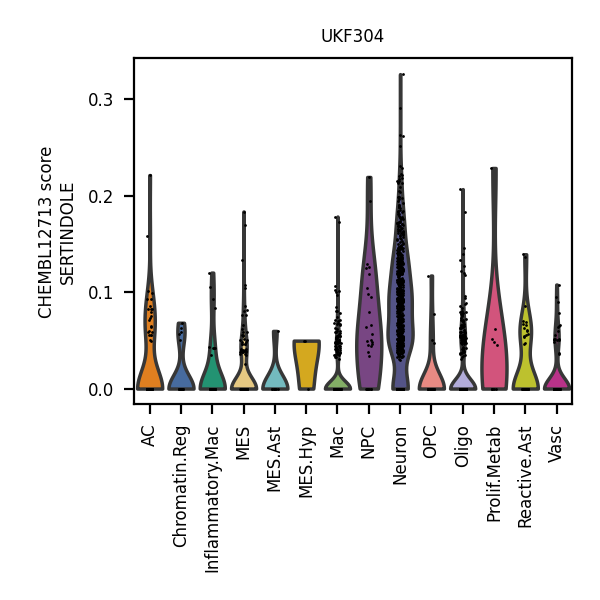 UKF304
CHEMBL12713 score
SERTINDOLE
0.3
0.2
0.1
0.0
AC
Chromatin.Reg
Inflammatory.Mac
MES
MES.Ast
MES.Hyp
Mac
NPC
Neuron
OPC
Oligo
Prolif.Metab
Reactive.Ast
Vasc